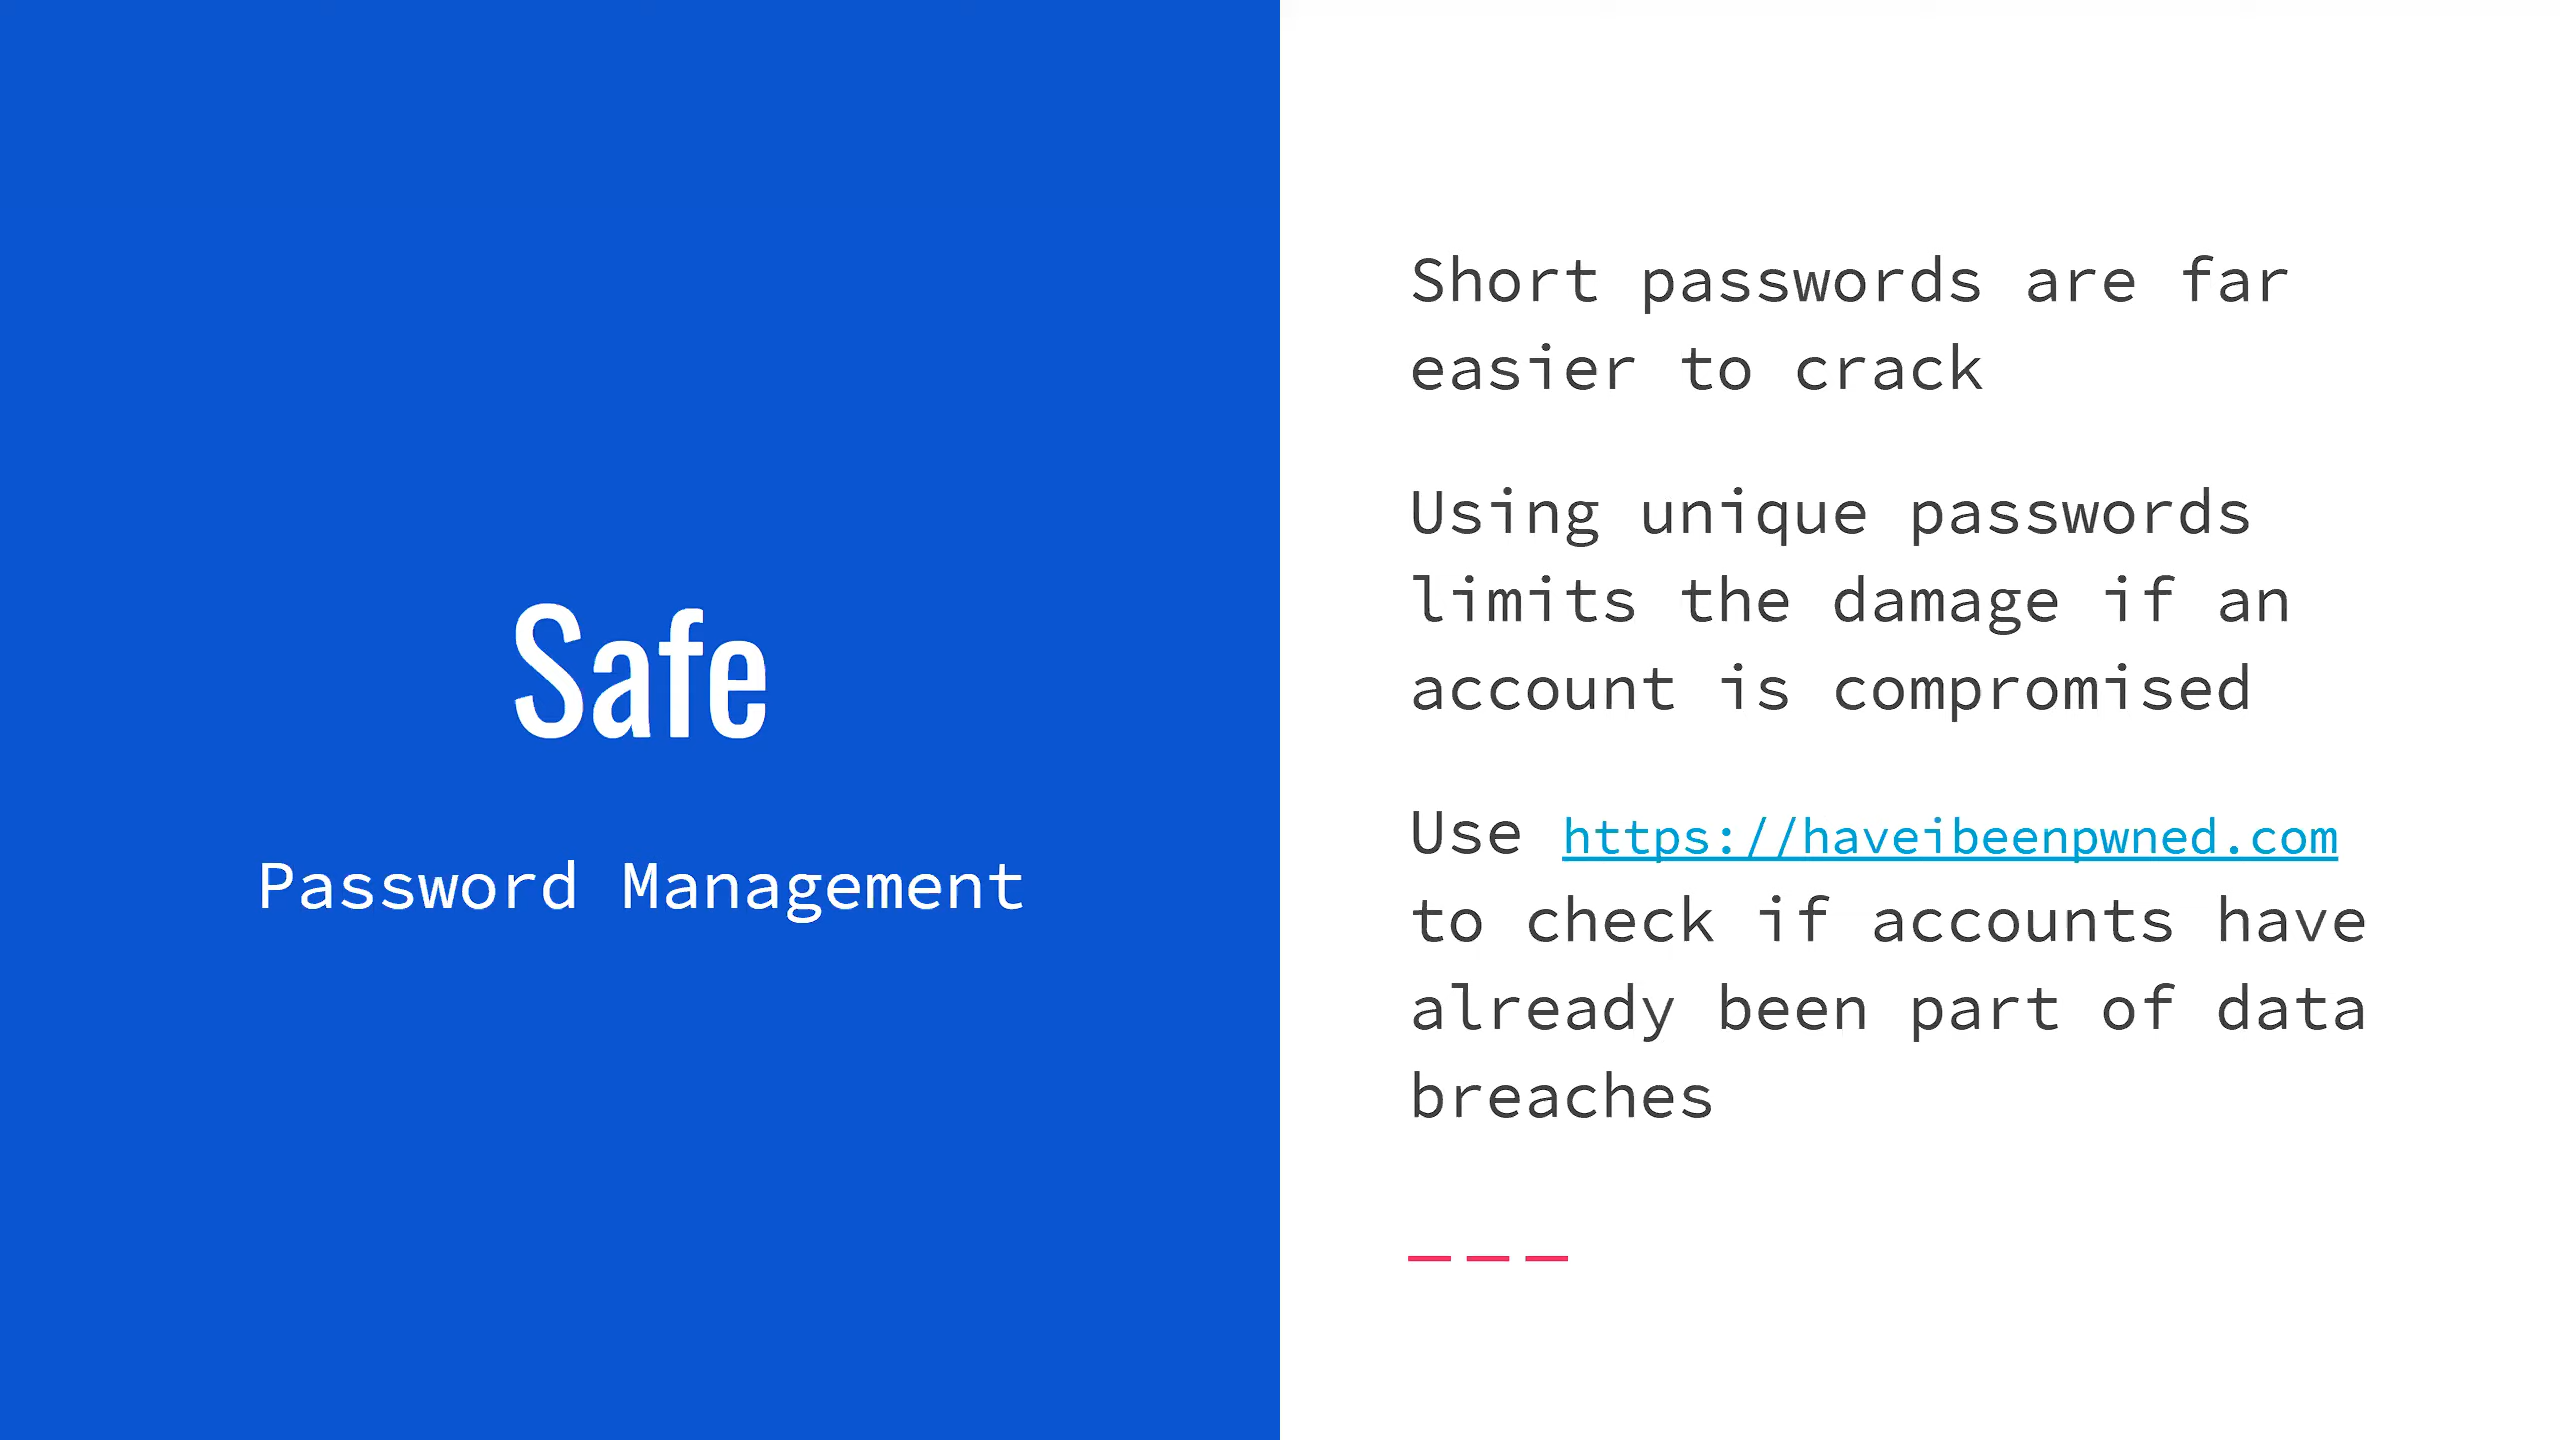 Safe
Password Management
Short passwords are far
easier to crack
Using unique passwords
limits the damage if an
account is compromised
Use https://haveibeenpwned.com
to check if accounts have
already been part of data
breaches